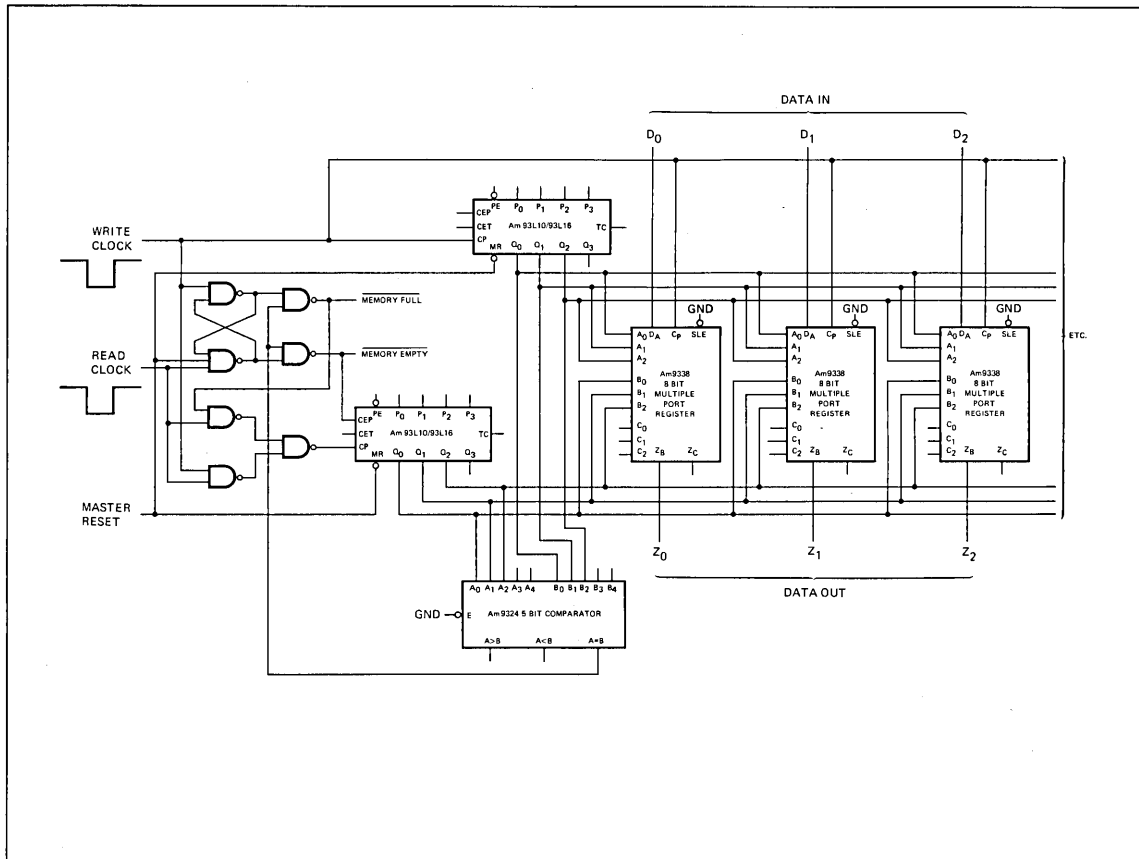 DATA IN
D0 D1 D2
PE P0 P1 P2 P3
CEP
CET Am 93L10/93L16 TC
CP
MR Q0 Q1 Q2 Q3
WRITE
CLOCK
MEMORY FULL
MEMORY EMPTY
READ
CLOCK
GND GND GND
A0 DA CP SLE
A1
A2
Am9338
8 BIT
MULTIPLE
PORT
REGISTER
B0
B1
B2
C0
C1
C2
ZB ZC
A0 DA CP SLE
A1
A2
Am9338
8 BIT
MULTIPLE
PORT
REGISTER
B0
B1
B2
C0
C1
C2
ZB ZC
A0 DA CP SLE
A1
A2
Am9338
8 BIT
MULTIPLE
PORT
REGISTER
B0
B1
B2
C0
C1
C2
ZB ZC
ETC.
PE P0 P1 P2 P3
CEP
CET Am 93L10/93L16 TC
CP
MR Q0 Q1 Q2 Q3
MASTER
RESET
Z0 Z1 Z2
DATA OUT
A0 A1 A2 A3 A4 B0 B1 B2 B3 B4
GND E Am9324 5 BIT COMPARATOR
A>B A<B A=B